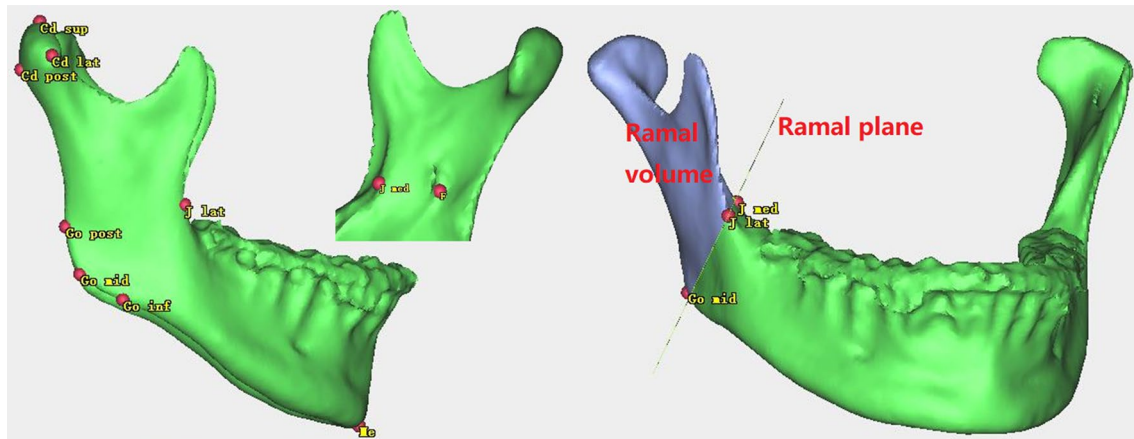 Cd sup
Cd lat
Cd post
J lat
Go post
Go mid
Go inf
Me
J med
F
Ramal
volume
Ramal plane
J med
J lat
Go mid